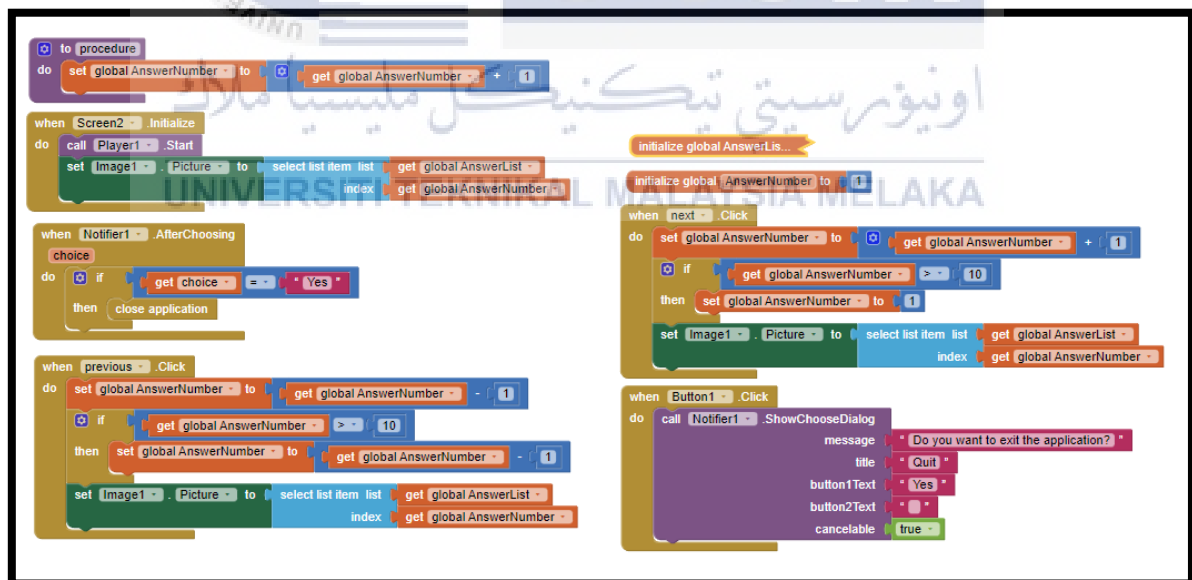 to procedure
do set global AnswerNumber to get global AnswerNumber + 1
when Screen2 .Initialize
do call Player1 .Start
set Image1 . Picture to select list item list get global AnswerList
index get global AnswerNumber
when Notifier1 .AfterChoosing
choice
do if get choice = " Yes "
then close application
when previous .Click
do set global AnswerNumber to get global AnswerNumber - 1
if get global AnswerNumber > 10
then set global AnswerNumber to get global AnswerNumber - 1
set Image1 . Picture to select list item list get global AnswerList
index get global AnswerNumber
اونيۏرسيتي تيكنيكل مليسيا ملاك
UNIVERSITI TEKNIKAL MALAYSIA MELAKA
initialize global AnswerLis...
initialize global AnswerNumber to 1
when next .Click
do set global AnswerNumber to get global AnswerNumber + 1
if get global AnswerNumber > 10
then set global AnswerNumber to 1
set Image1 . Picture to select list item list get global AnswerList
index get global AnswerNumber
when Button1 .Click
do call Notifier1 .ShowChooseDialog
message " Do you want to exit the application? "
title " Quit "
button1Text " Yes "
button2Text " "
cancelable true